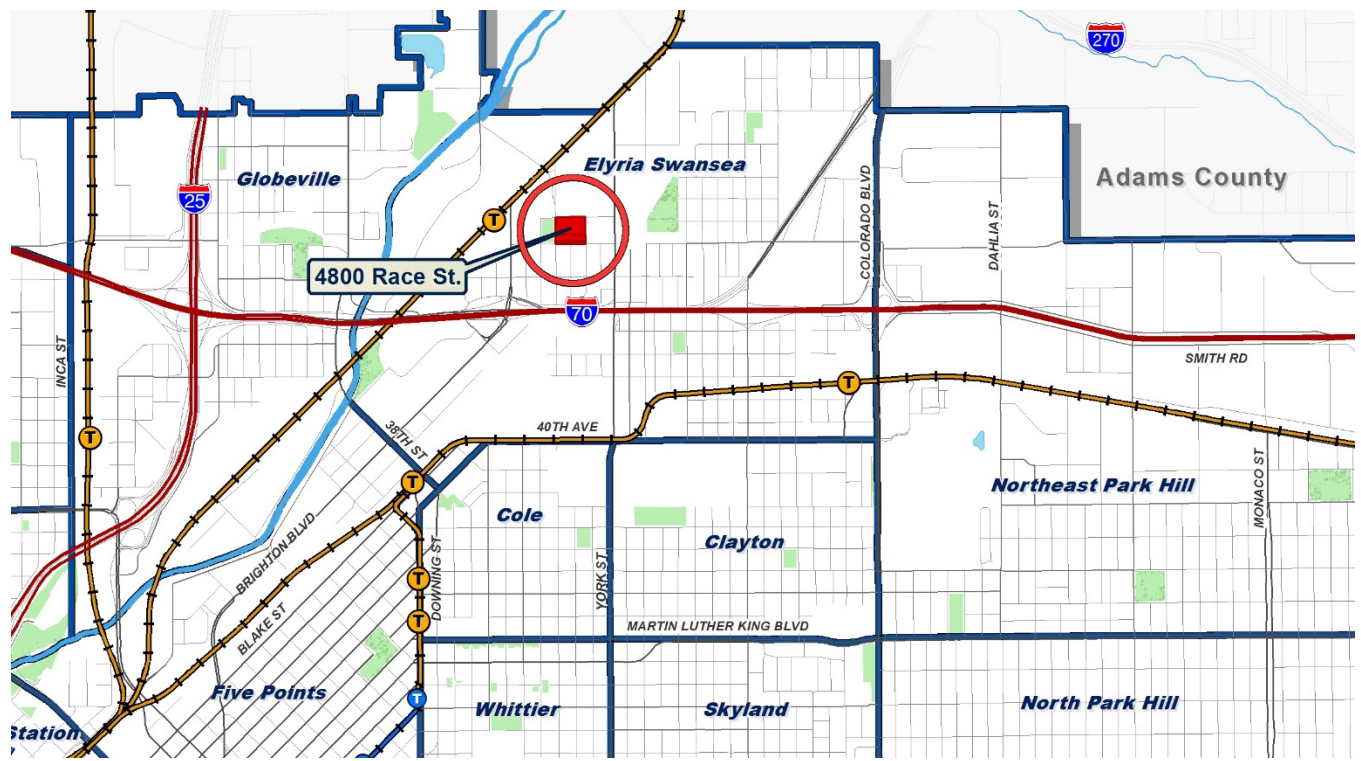 270
Globeville
Elyria Swansea
25
T
COLORADO BLVD
DAHLIA ST
Adams County
4800 Race St.
70
INCA ST
SMITH RD
T
T
38TH ST
40TH AVE
T
T
MONACO ST
Northeast Park Hill
Cole
Clayton
BRIGHTON BLVD
DOWNING ST
YORK ST
T
T
BLAKE ST
MARTIN LUTHER KING BLVD
Five Points
T
Whittier
Skyland
North Park Hill
Station